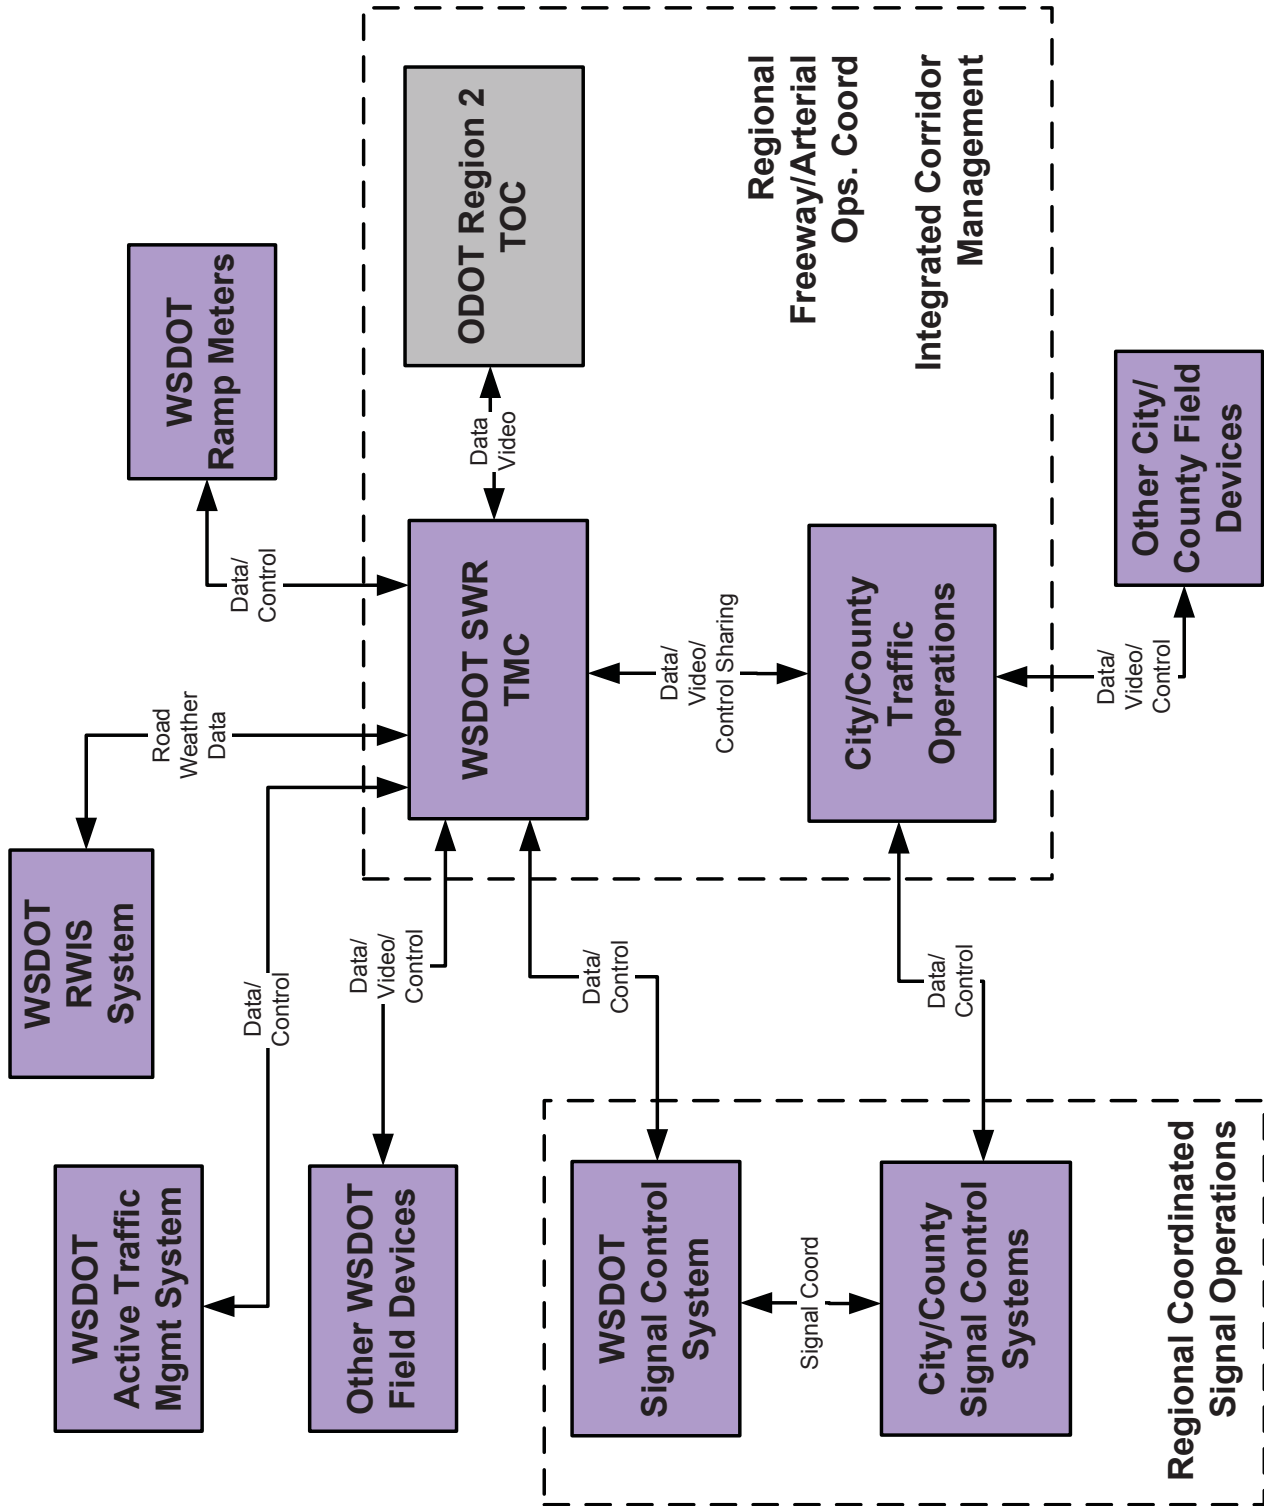 WSDOT
Active Traffic
Mgmt System
WSDOT
RWIS
System
WSDOT
Ramp Meters
Data/
Control
Road
Weather
Data
Data/
Control
Other WSDOT
Field Devices
Data/
Video/
Control
WSDOT SWR
TMC
Data
Video
ODOT Region 2
TOC
WSDOT
Signal Control
System
Data/
Control
Data/
Video/
Control Sharing
Regional
Freeway/Arterial
Ops. Coord
Signal Coord
City/County
Signal Control
Systems
Data/
Control
City/County
Traffic
Operations
Integrated Corridor
Management
Regional Coordinated
Signal Operations
Data/
Video/
Control
Other City/
County Field
Devices